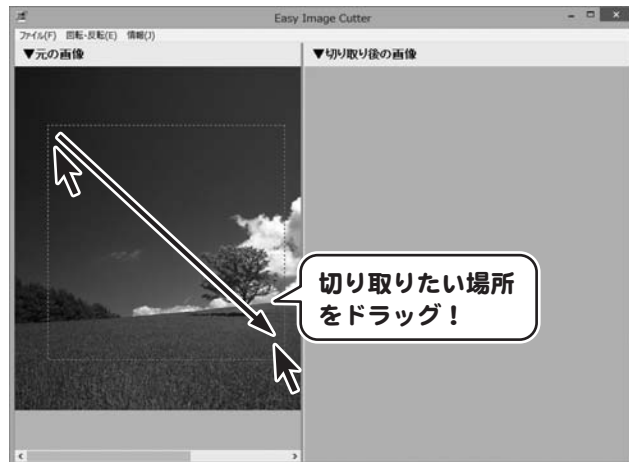 Easy Image Cutter
ファイル(F) 回転・反転(E) 情報(J)
▼元の画像 ▼切り取り後の画像
切り取りたい場所
をドラッグ！